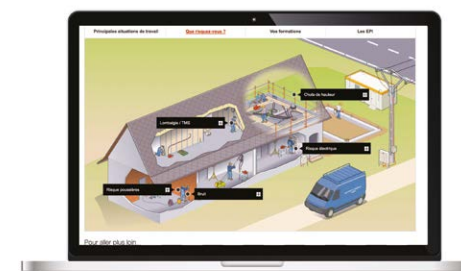 Principales situations de travail
Que risquez-vous ?
Vos formations
Les EPI
Chute de hauteur
Lombalgie / TMS
Risque électrique
Risque poussières
Bruit
Pour aller plus loin